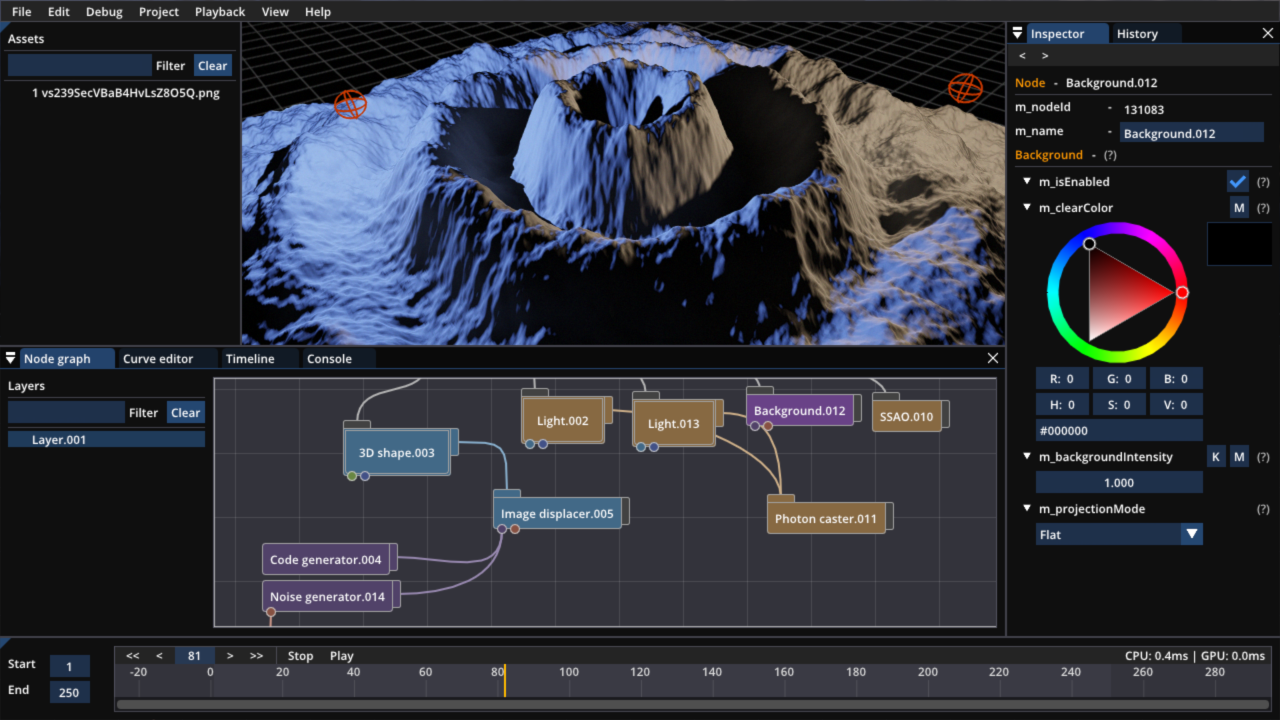 File Edit Debug Project Playback View Help
Assets
Filter Clear
1 vs239SecVBaB4HvLsZ8O5Q.png
Inspector History
< >
Node - Background.012
m_nodeId - 131083
m_name - Background.012
Background - (?)
m_isEnabled (?)
m_clearColor M (?)
R: 0 G: 0 B: 0
H: 0 S: 0 V: 0
#000000
m_backgroundIntensity K M (?)
1.000
m_projectionMode (?)
Flat
Node graph Curve editor Timeline Console
Layers
Filter Clear
Layer.001
3D shape.003
Light.002
Light.013
Background.012
SSAO.010
Image displacer.005
Photon caster.011
Code generator.004
Noise generator.014
Start 1
End 250
<< < 81 > >> Stop Play
CPU: 0.4ms | GPU: 0.0ms
-20 0 20 40 60 80 100 120 140 160 180 200 220 240 260 280